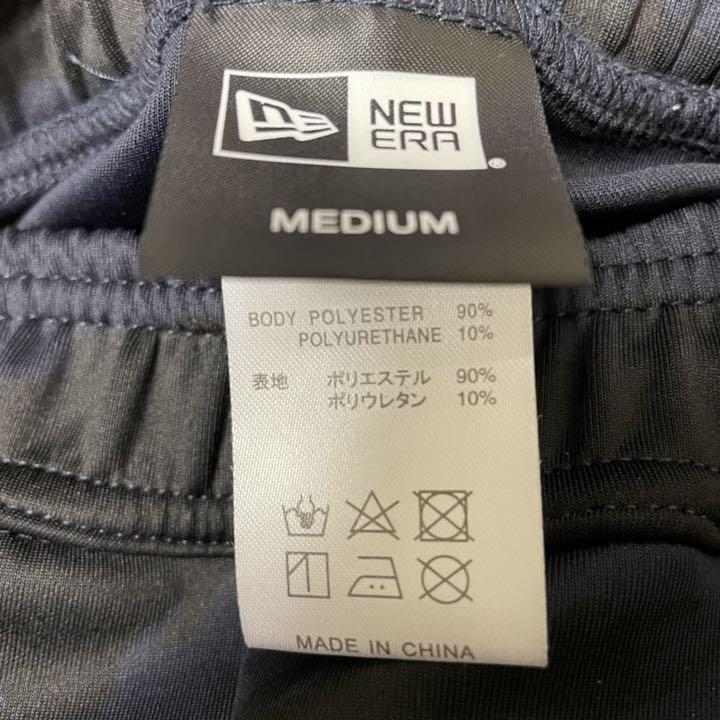 NEW
ERA
®
MEDIUM
BODY POLYESTER 90%
POLYURETHANE 10%
表地 ポリエステル 90%
ポリウレタン 10%
MADE IN CHINA